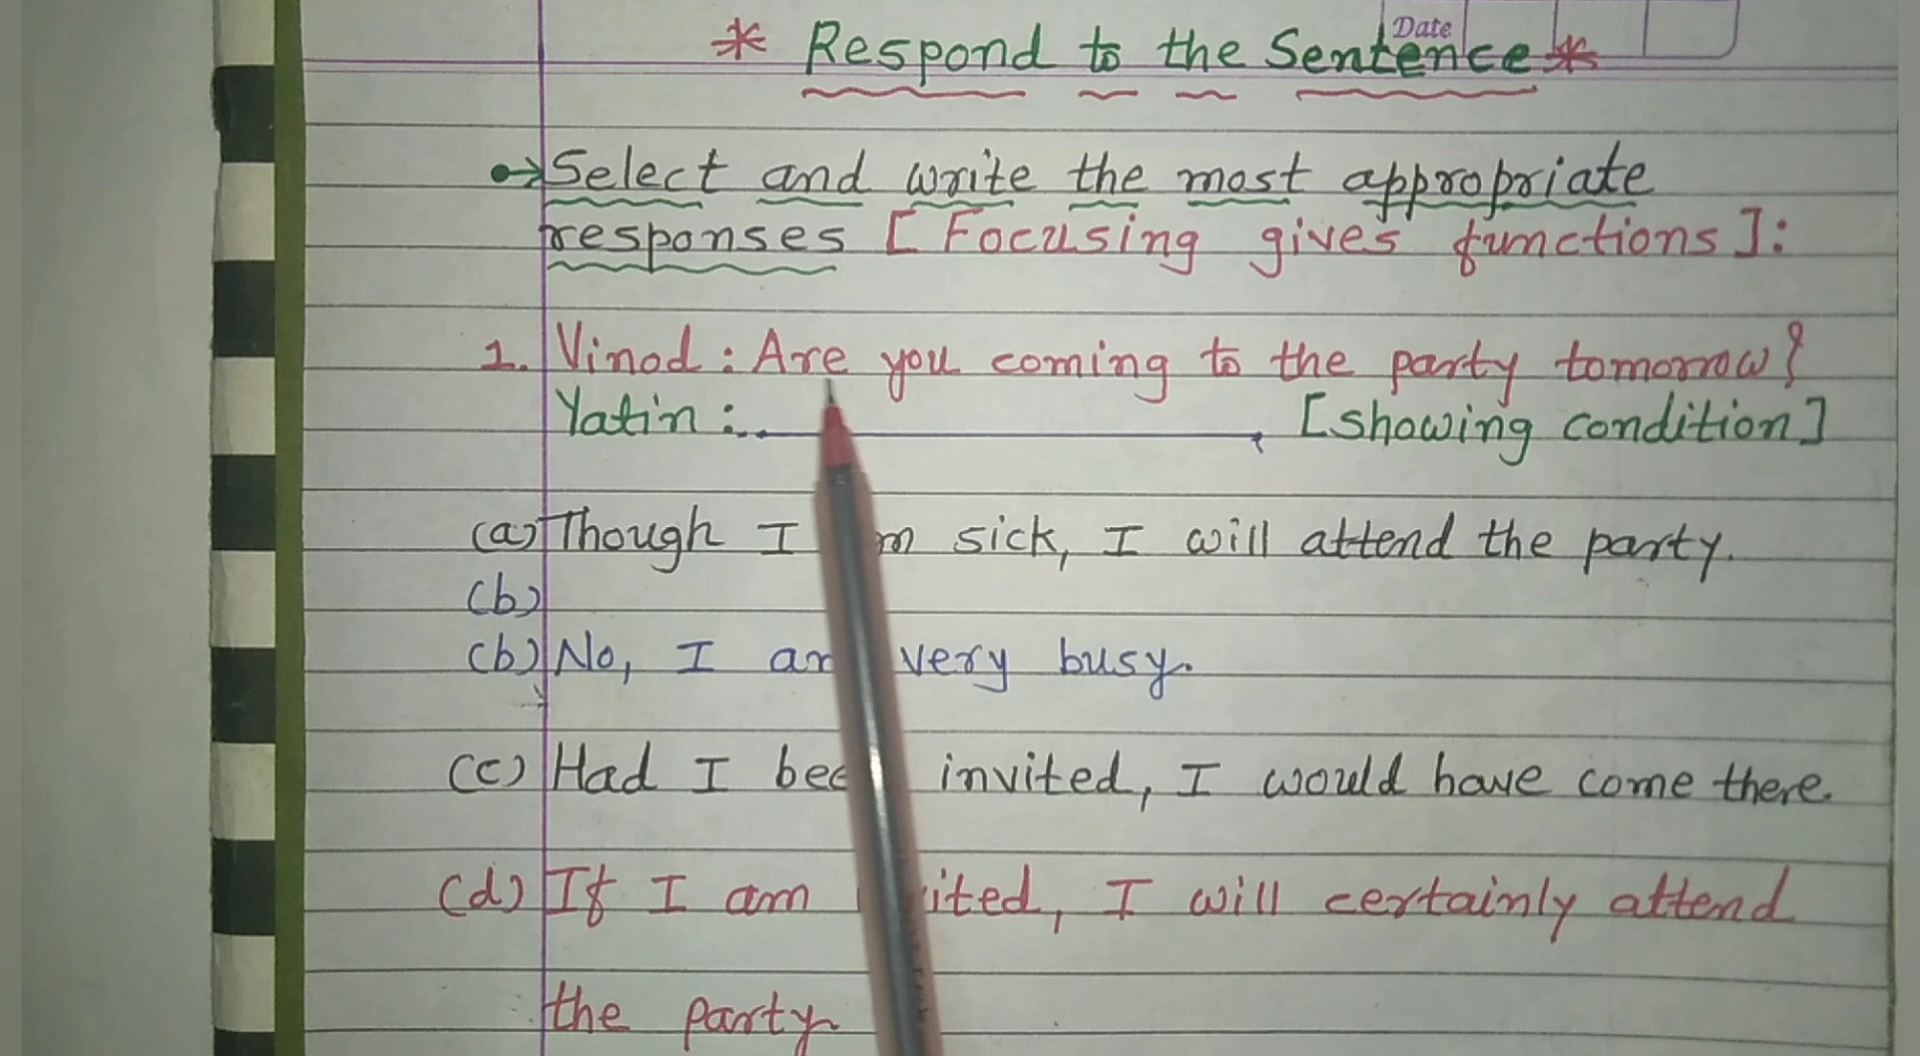 Date
* Respond to the Sentence *
Select and write the most appropriate
responses [Focusing gives functions]:
1. Vinod: Are you coming to the party tomorrow?
Yatin: [showing condition]
(a) Though I m sick, I will attend the party.
(b)
(b) No, I very busy.
(c) Had I invited, I would have come there.
(d) If I am I will certainly attend
the party